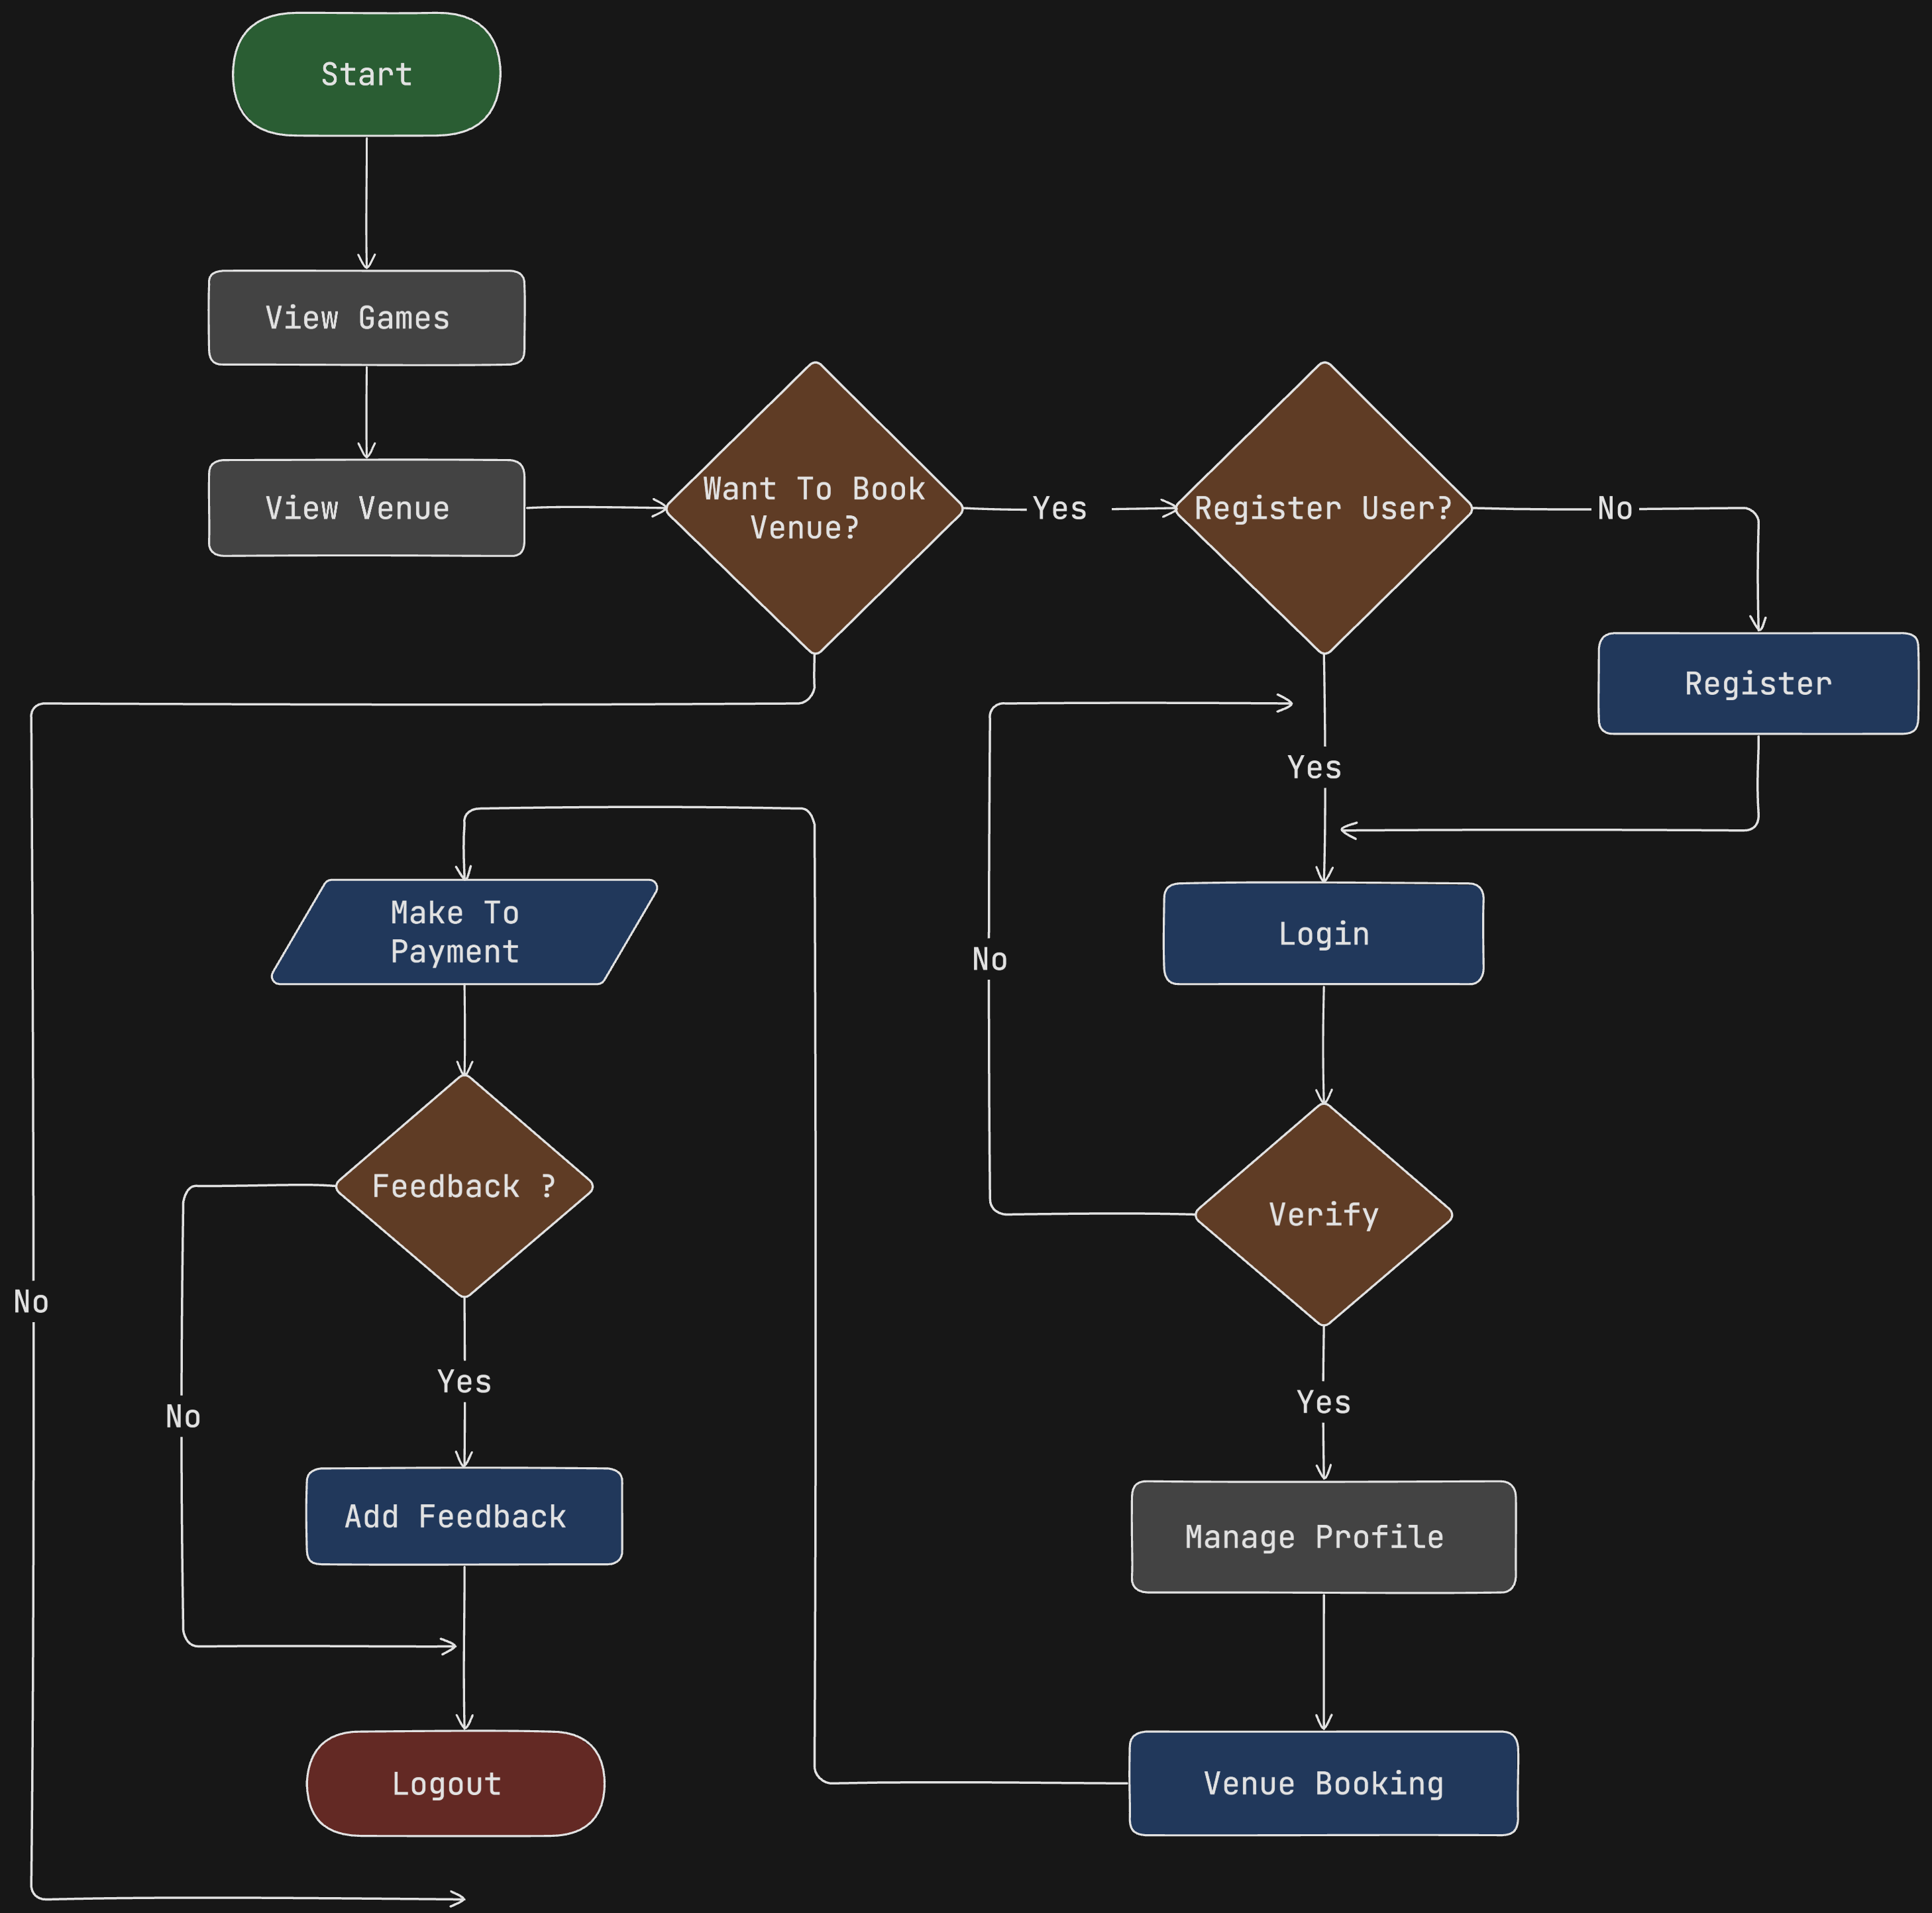 Start
View Games
View Venue
Want To Book
Venue?
Yes
Register User?
No
Register
Yes
Login
No
Verify
Yes
Manage Profile
Venue Booking
Make To
Payment
Feedback ?
Yes
No
Add Feedback
Logout
No